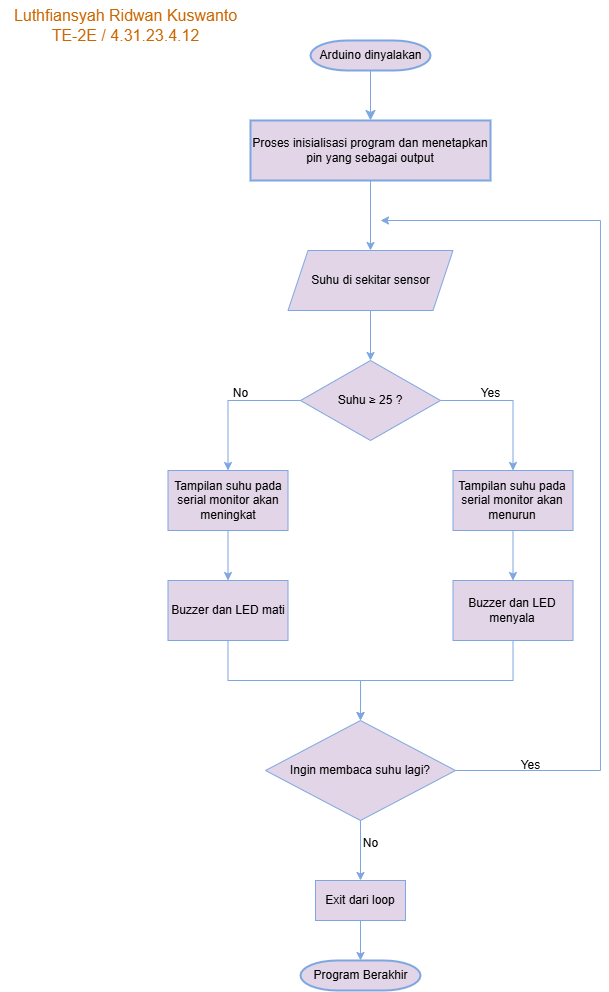 Luthfiansyah Ridwan Kuswanto
TE-2E / 4.31.23.4.12
Arduino dinyalakan
Proses inisialisasi program dan menetapkan
pin yang sebagai output
Suhu di sekitar sensor
Suhu ≥ 25 ?
No
Yes
Tampilan suhu pada
serial monitor akan
meningkat
Tampilan suhu pada
serial monitor akan
menurun
Buzzer dan LED mati
Buzzer dan LED
menyala
Ingin membaca suhu lagi?
Yes
No
Exit dari loop
Program Berakhir